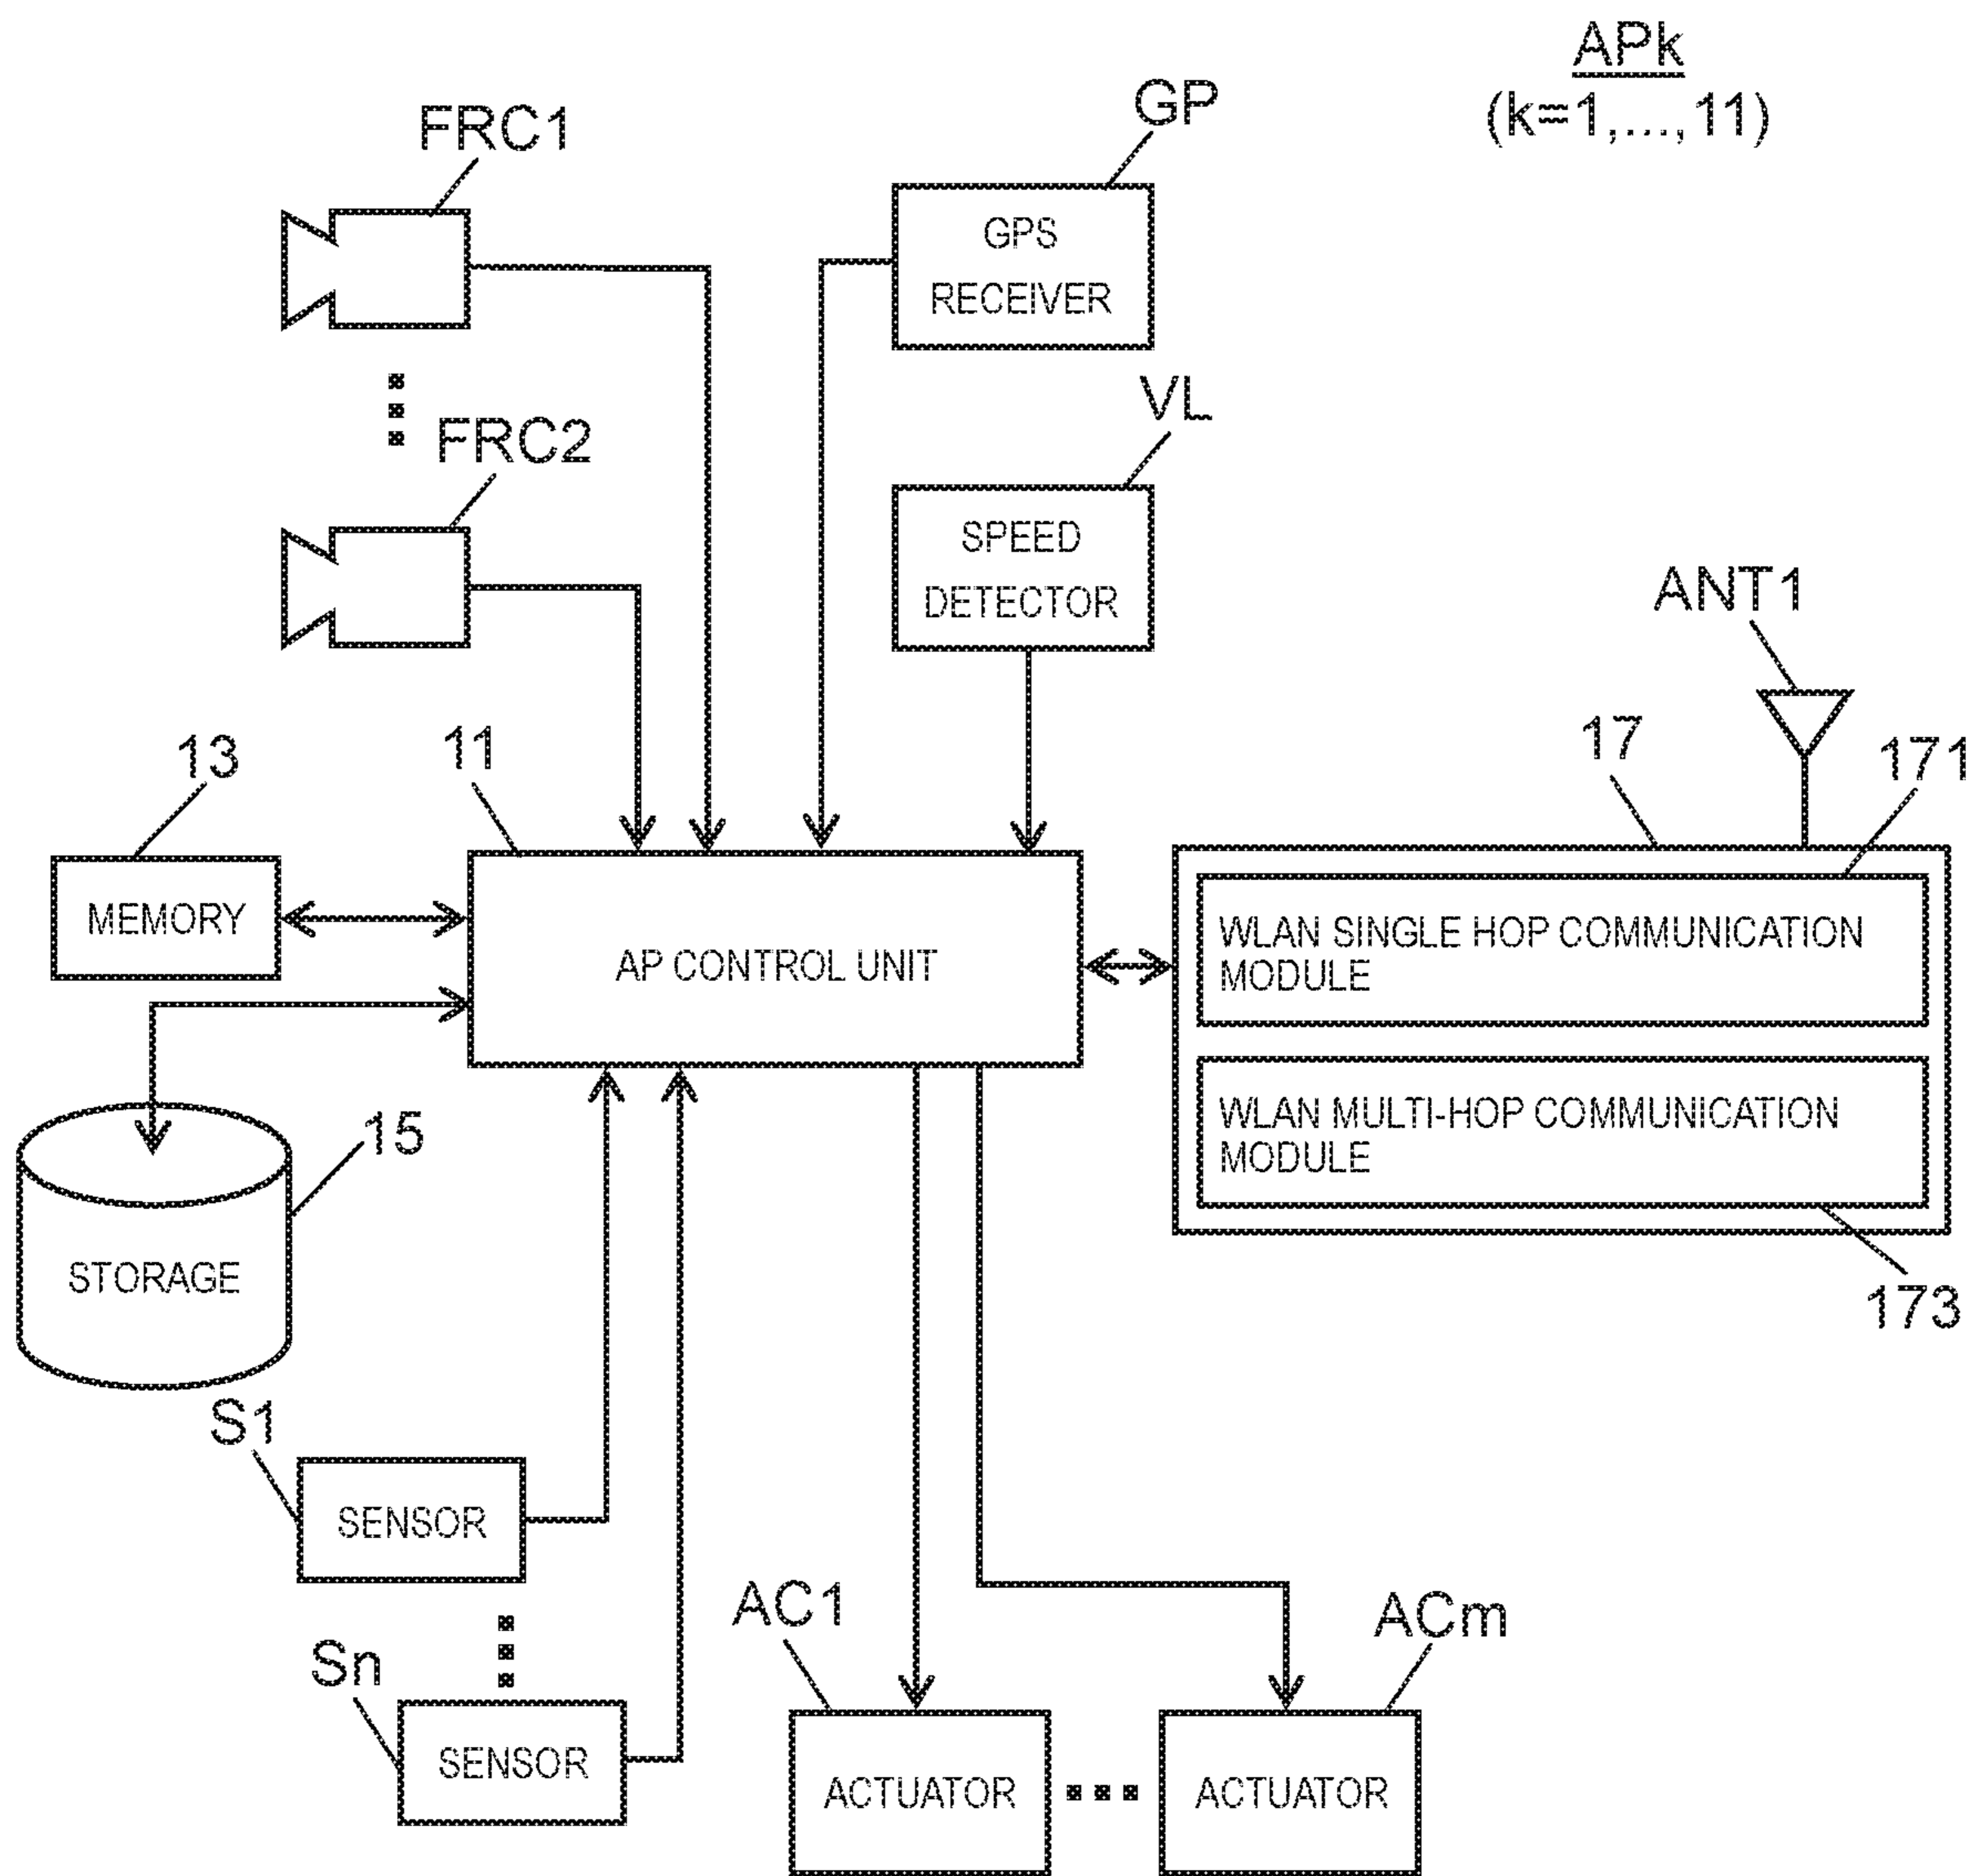 APk
(k=1,...,11)
FRC1
GP
GPS
RECEIVER
FRC2
VL
SPEED
DETECTOR
ANT1
13
11
17
171
MEMORY
AP CONTROL UNIT
WLAN SINGLE HOP COMMUNICATION
MODULE
WLAN MULTI-HOP COMMUNICATION
MODULE
15
STORAGE
173
S1
SENSOR
Sn
SENSOR
AC1
ACm
ACTUATOR
ACTUATOR